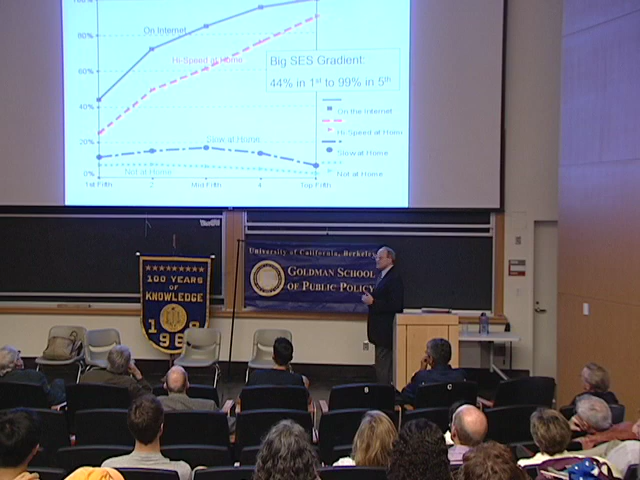 100%
On Internet
80%
Hi-Speed at Home
60%
Big SES Gradient:
44% in 1st to 99% in 5th
40%
On the Internet
Hi-Speed at Home
20%
Slow at Home
Slow at Home
0%
Not at Home
Not at Home
1st Fifth
2
Mid Fifth
4
Top Fifth
University of California, Berkeley
GOLDMAN SCHOOL
OF PUBLIC POLICY
100 YEARS
OF
KNOWLEDGE
S
C